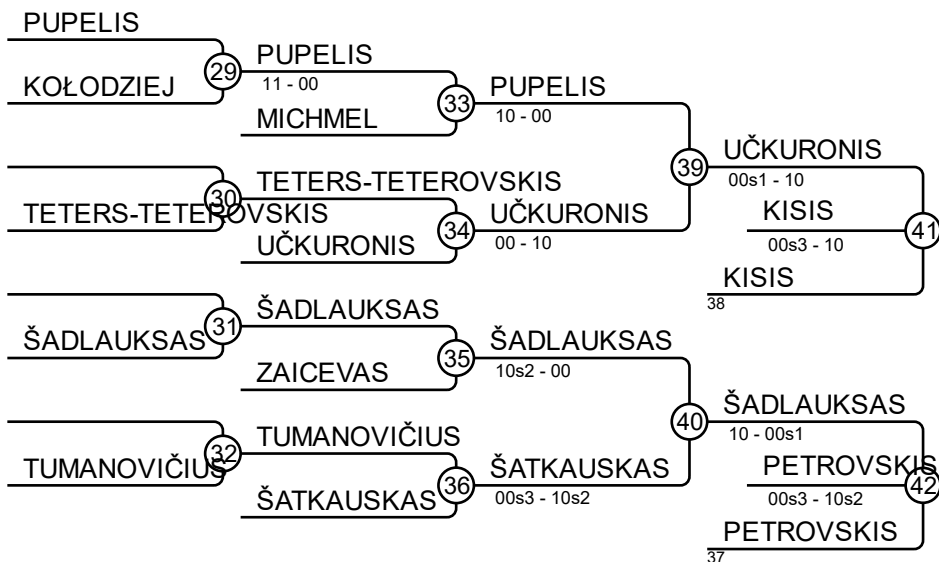 PUPELIS
29
KOŁODZIEJ
PUPELIS
11 - 00
33
MICHMEL
PUPELIS
10 - 00
30
TETERS-TETEROVSKIS
TETERS-TETEROVSKIS
34
UČKURONIS
UČKURONIS
00 - 10
39
UČKURONIS
00s1 - 10
KISIS
00s3 - 10
41
KISIS
38
31
ŠADLAUKSAS
ŠADLAUKSAS
35
ZAICEVAS
ŠADLAUKSAS
10s2 - 00
32
TUMANOVIČIUS
TUMANOVIČIUS
36
ŠATKAUSKAS
ŠATKAUSKAS
00s3 - 10s2
40
ŠADLAUKSAS
10 - 00s1
PETROVSKIS
00s3 - 10s2
42
PETROVSKIS
37